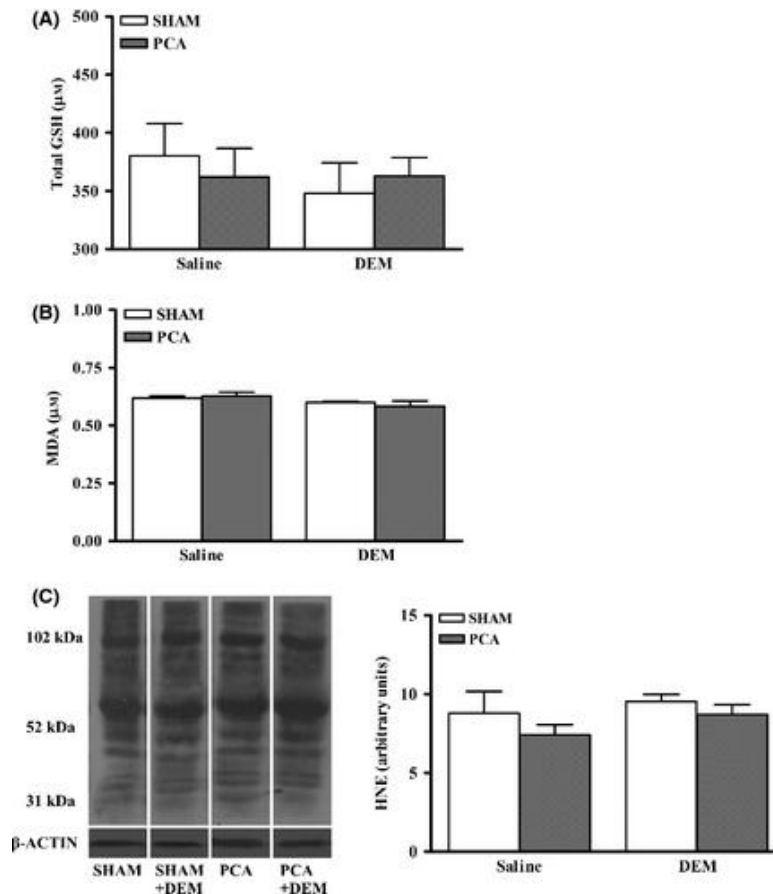 (A)
500
450
400
350
300
Total GSH (μM)
SHAM
PCA
Saline DEM
(B)
1.00
0.75
0.50
0.25
0.00
MDA (μM)
SHAM
PCA
Saline DEM
(C)
102 kDa
52 kDa
31 kDa
β-ACTIN
SHAM SHAM PCA PCA
+DEM +DEM
15
10
5
0
HNE (arbitrary units)
SHAM
PCA
Saline DEM